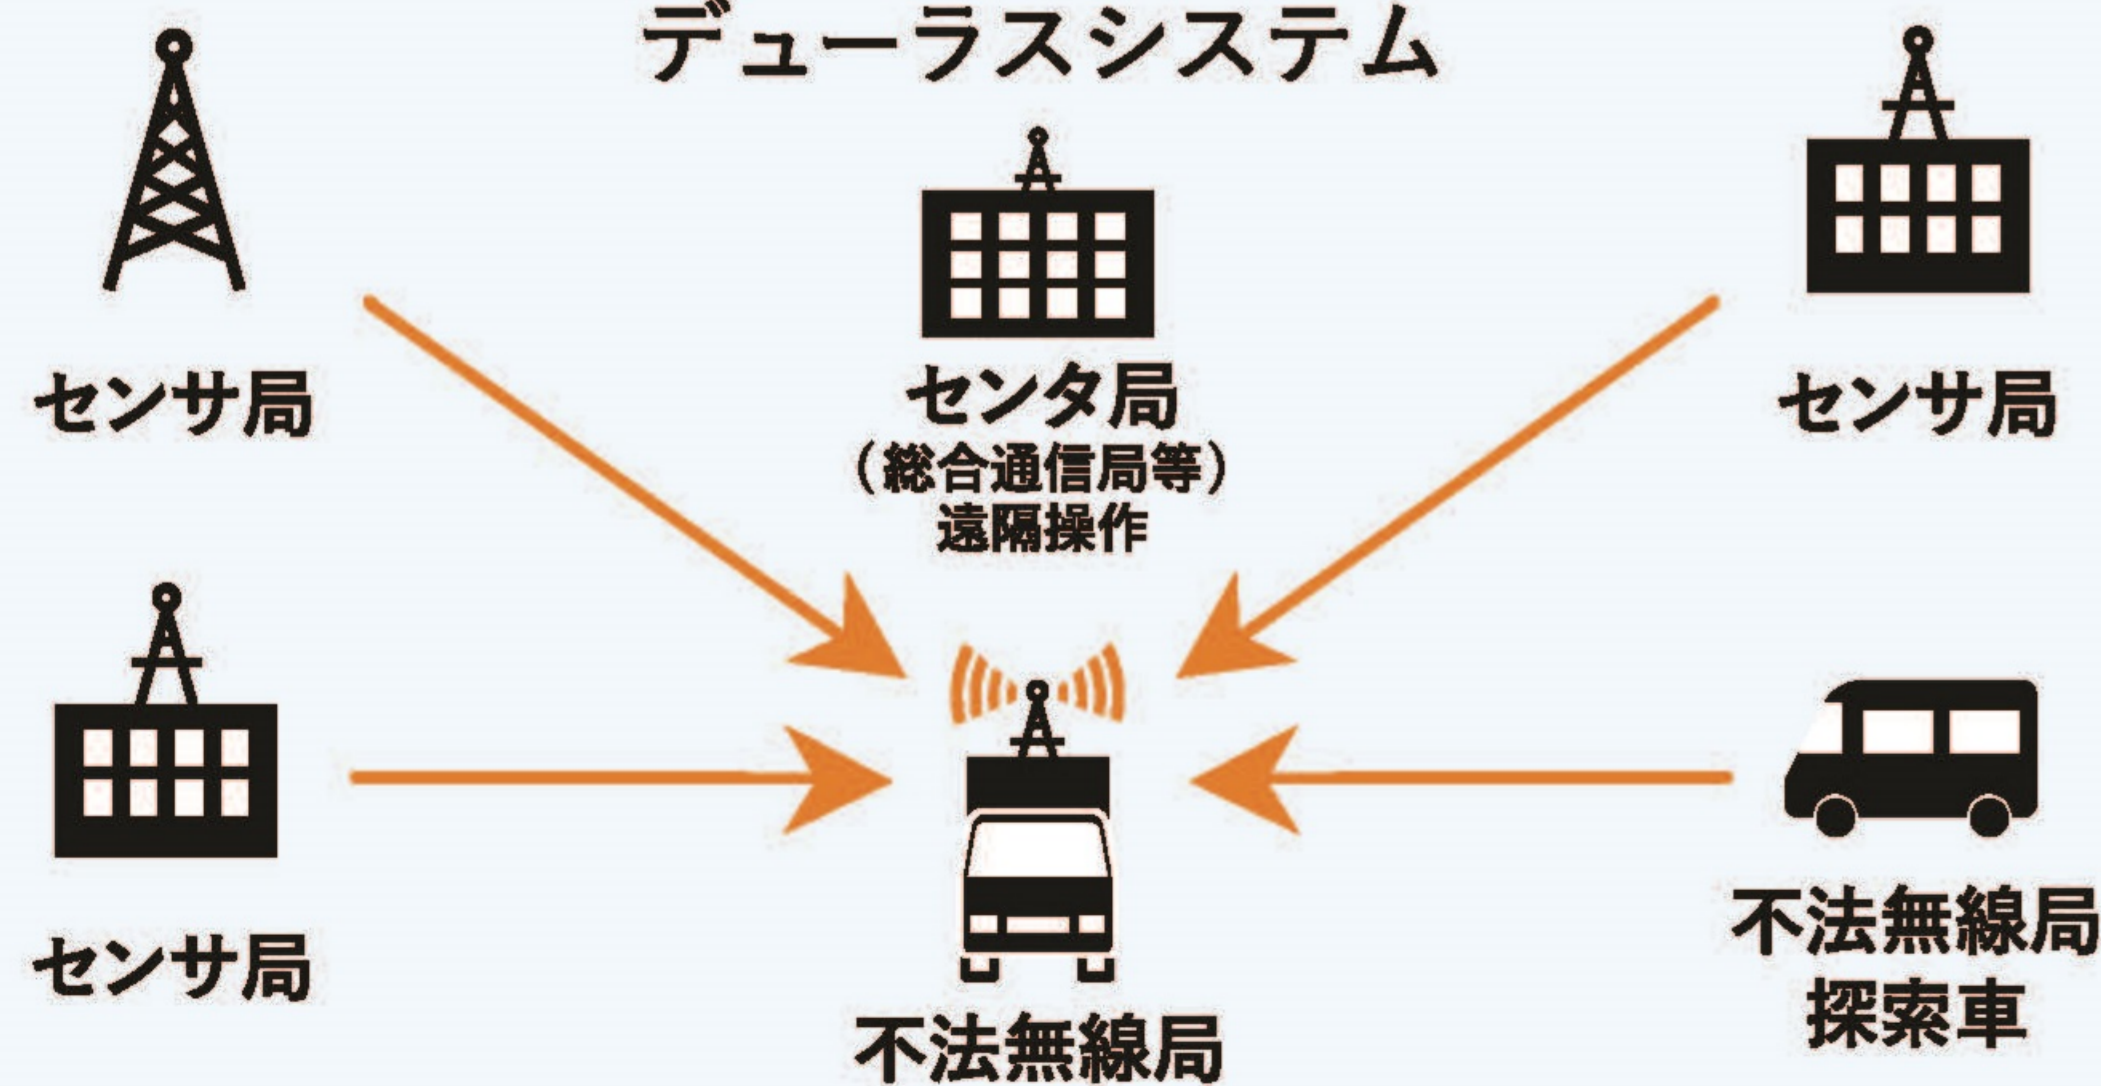 デューラスシステム
センサ局
センタ局
(総合通信局等)
遠隔操作
センサ局
センサ局
不法無線局
不法無線局
探索車